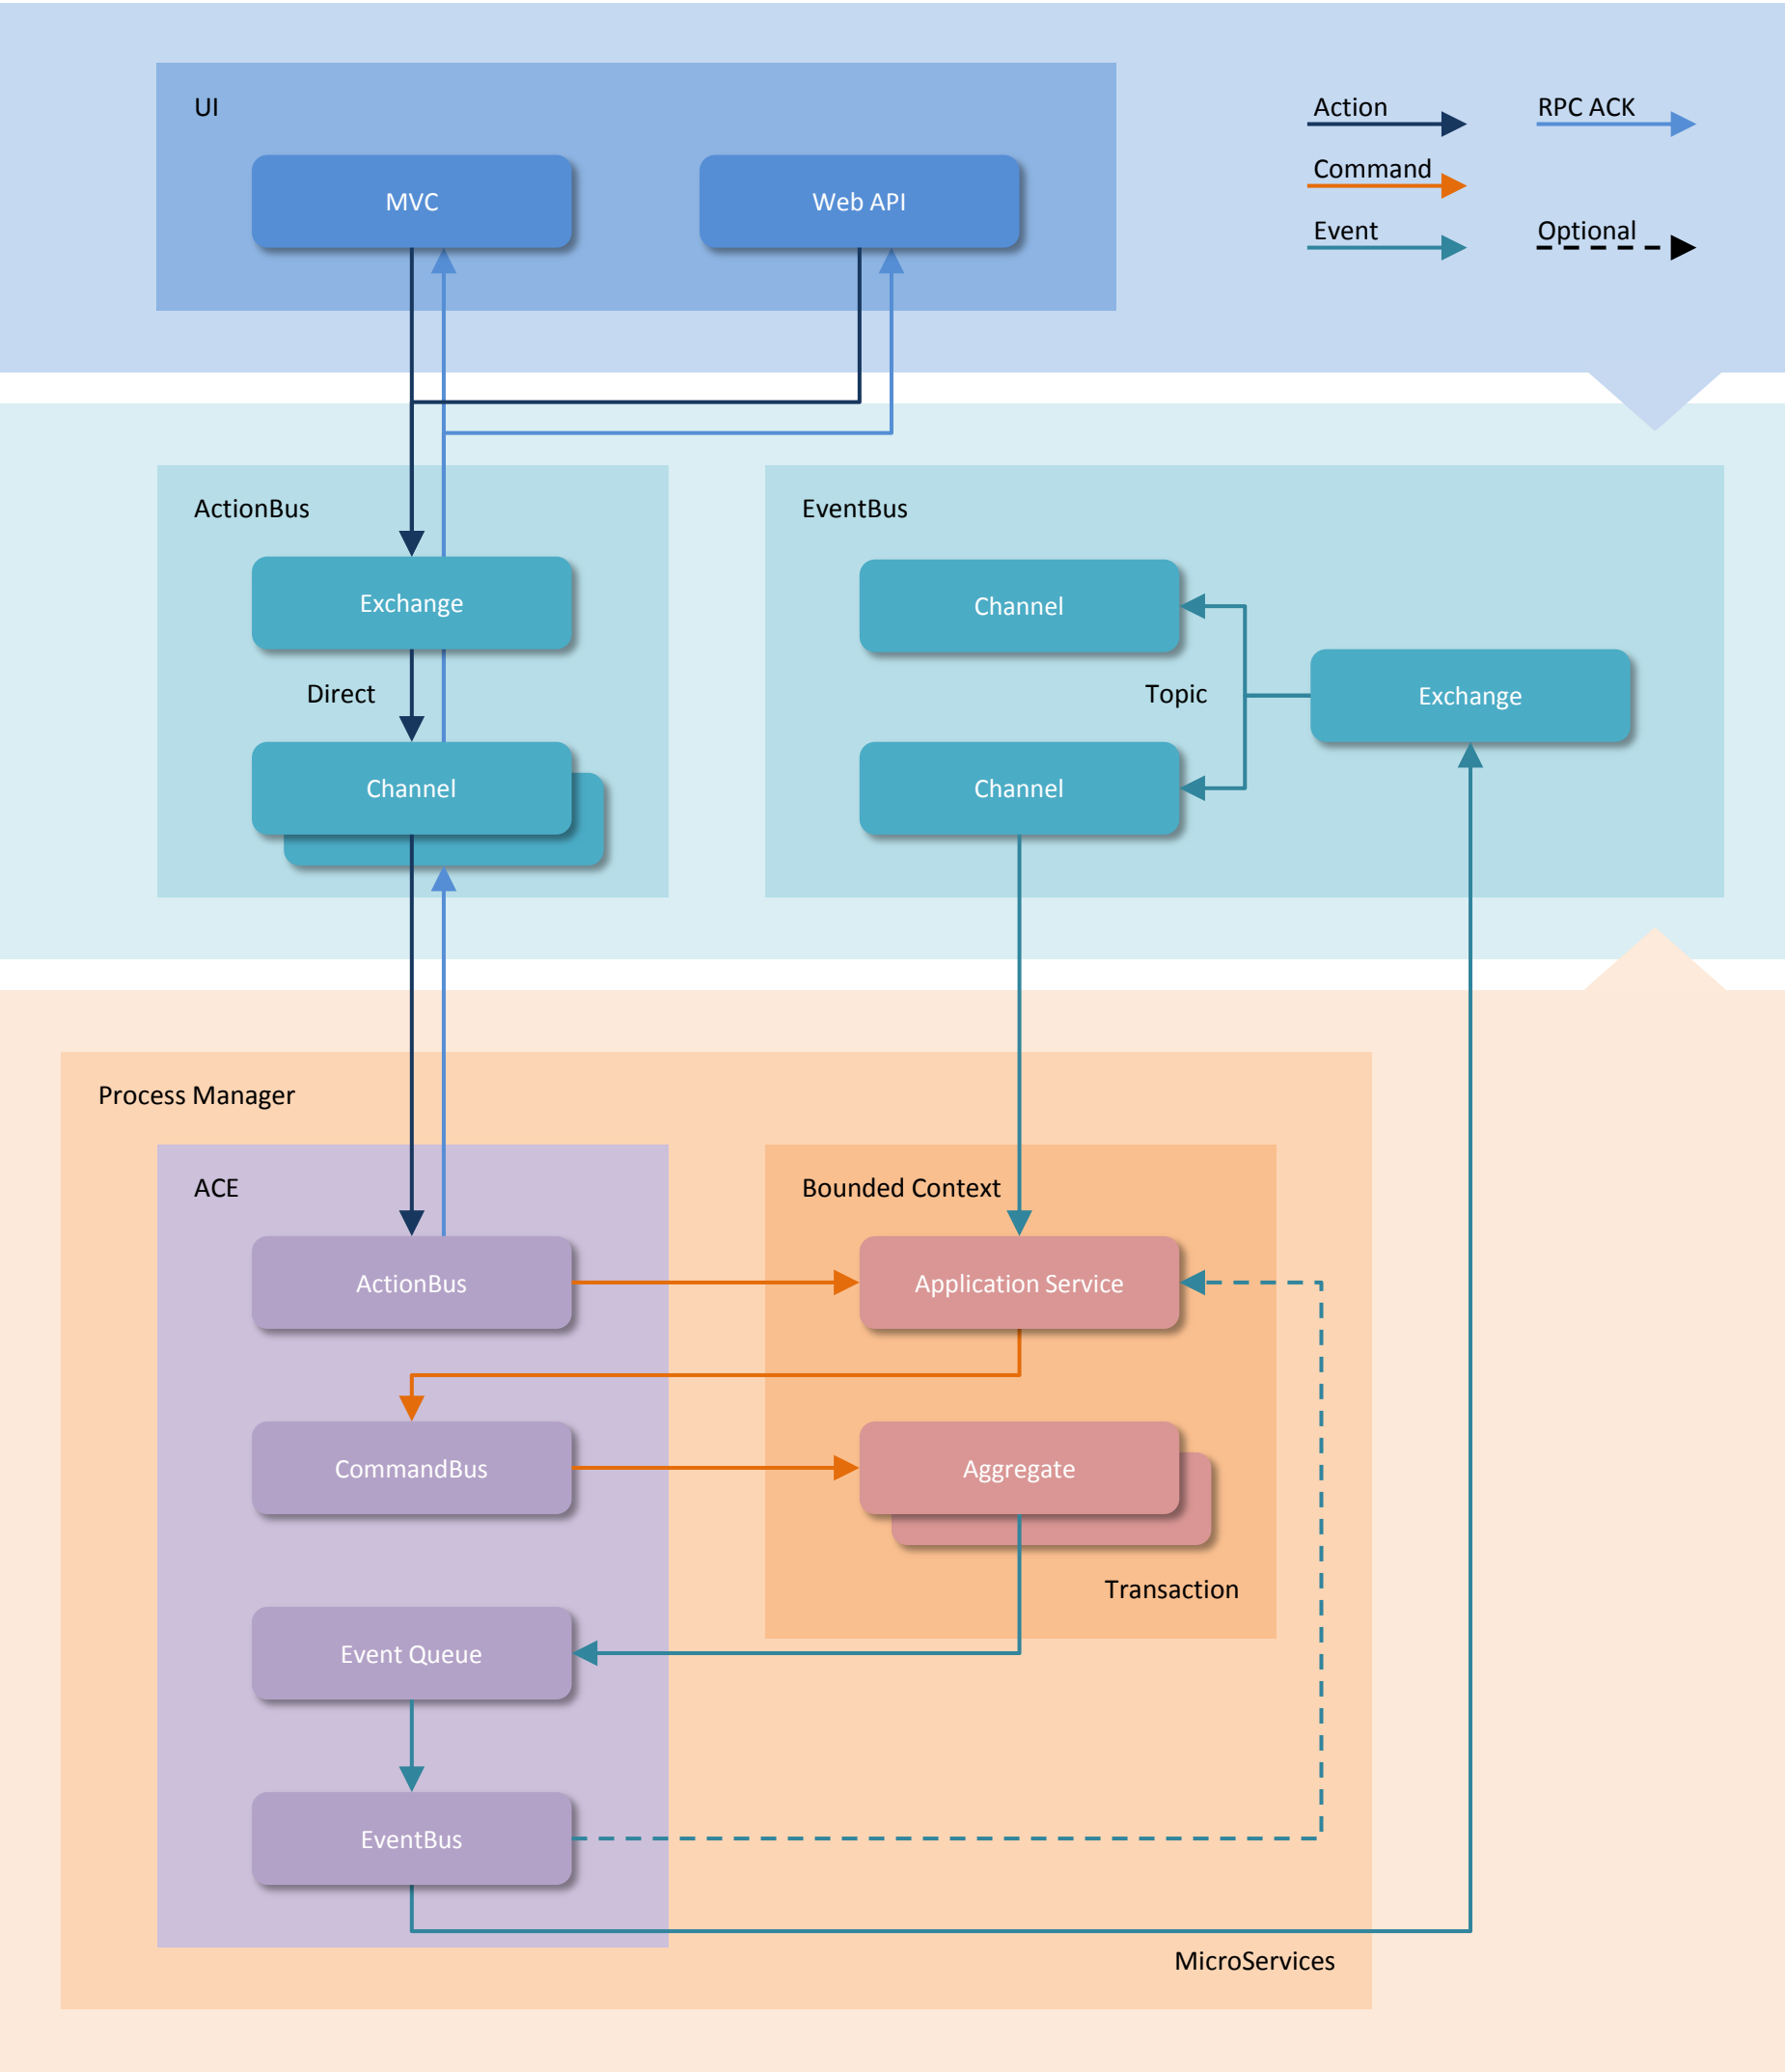 UI
MVC
Web API
Action
RPC ACK
Command
Event
Optional
ActionBus
Exchange
Direct
Channel
EventBus
Channel
Topic
Exchange
Channel
Process Manager
ACE
Bounded Context
ActionBus
Application Service
CommandBus
Aggregate
Transaction
Event Queue
EventBus
MicroServices